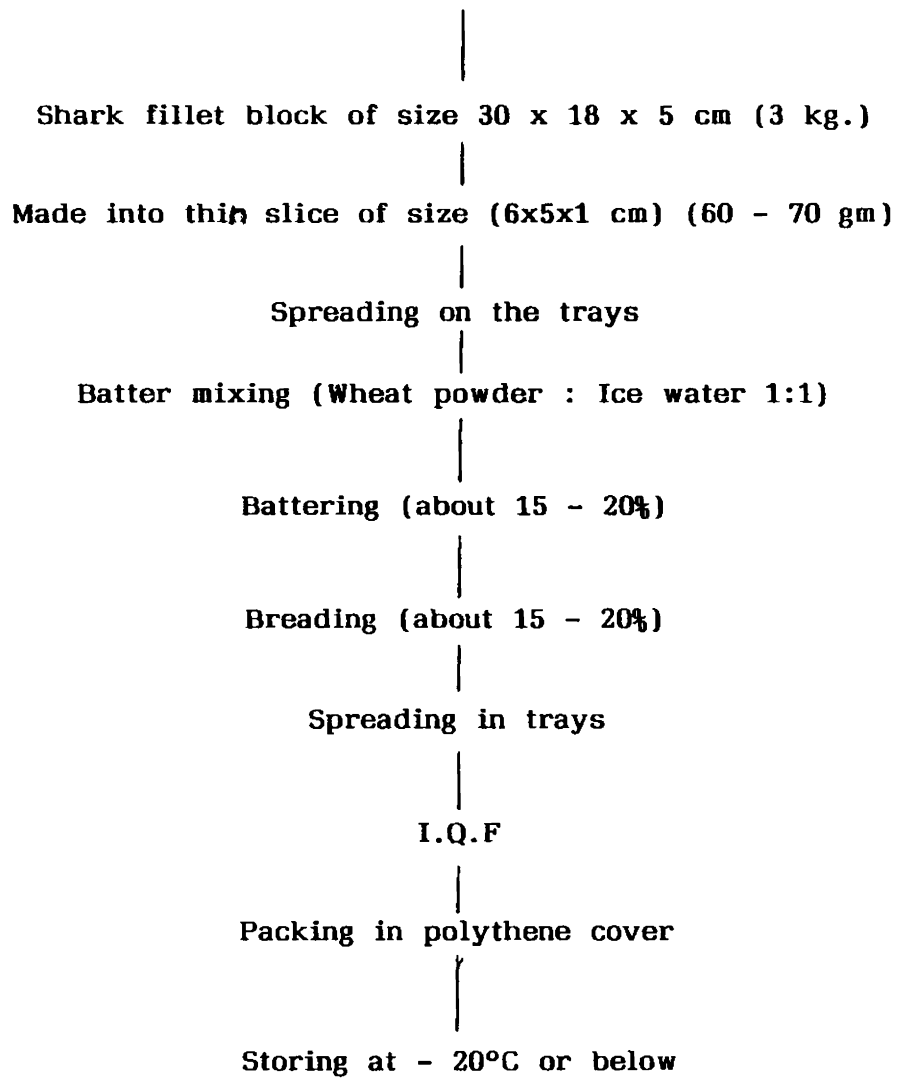 Shark fillet block of size 30 x 18 x 5 cm (3 kg.)
Made into thin slice of size (6x5x1 cm) (60 - 70 gm)
Spreading on the trays
Batter mixing (Wheat powder : Ice water 1:1)
Battering (about 15 - 20%)
Breading (about 15 - 20%)
Spreading in trays
I.Q.F
Packing in polythene cover
Storing at - 20°C or below